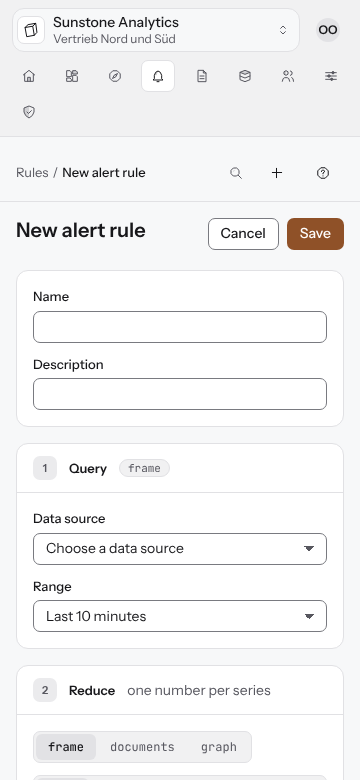 Sunstone Analytics
Vertrieb Nord und Süd
OO
Rules / New alert rule
New alert rule
Cancel
Save
Name
Description
1 Query frame
Data source
Choose a data source
Range
Last 10 minutes
2 Reduce one number per series
frame documents graph